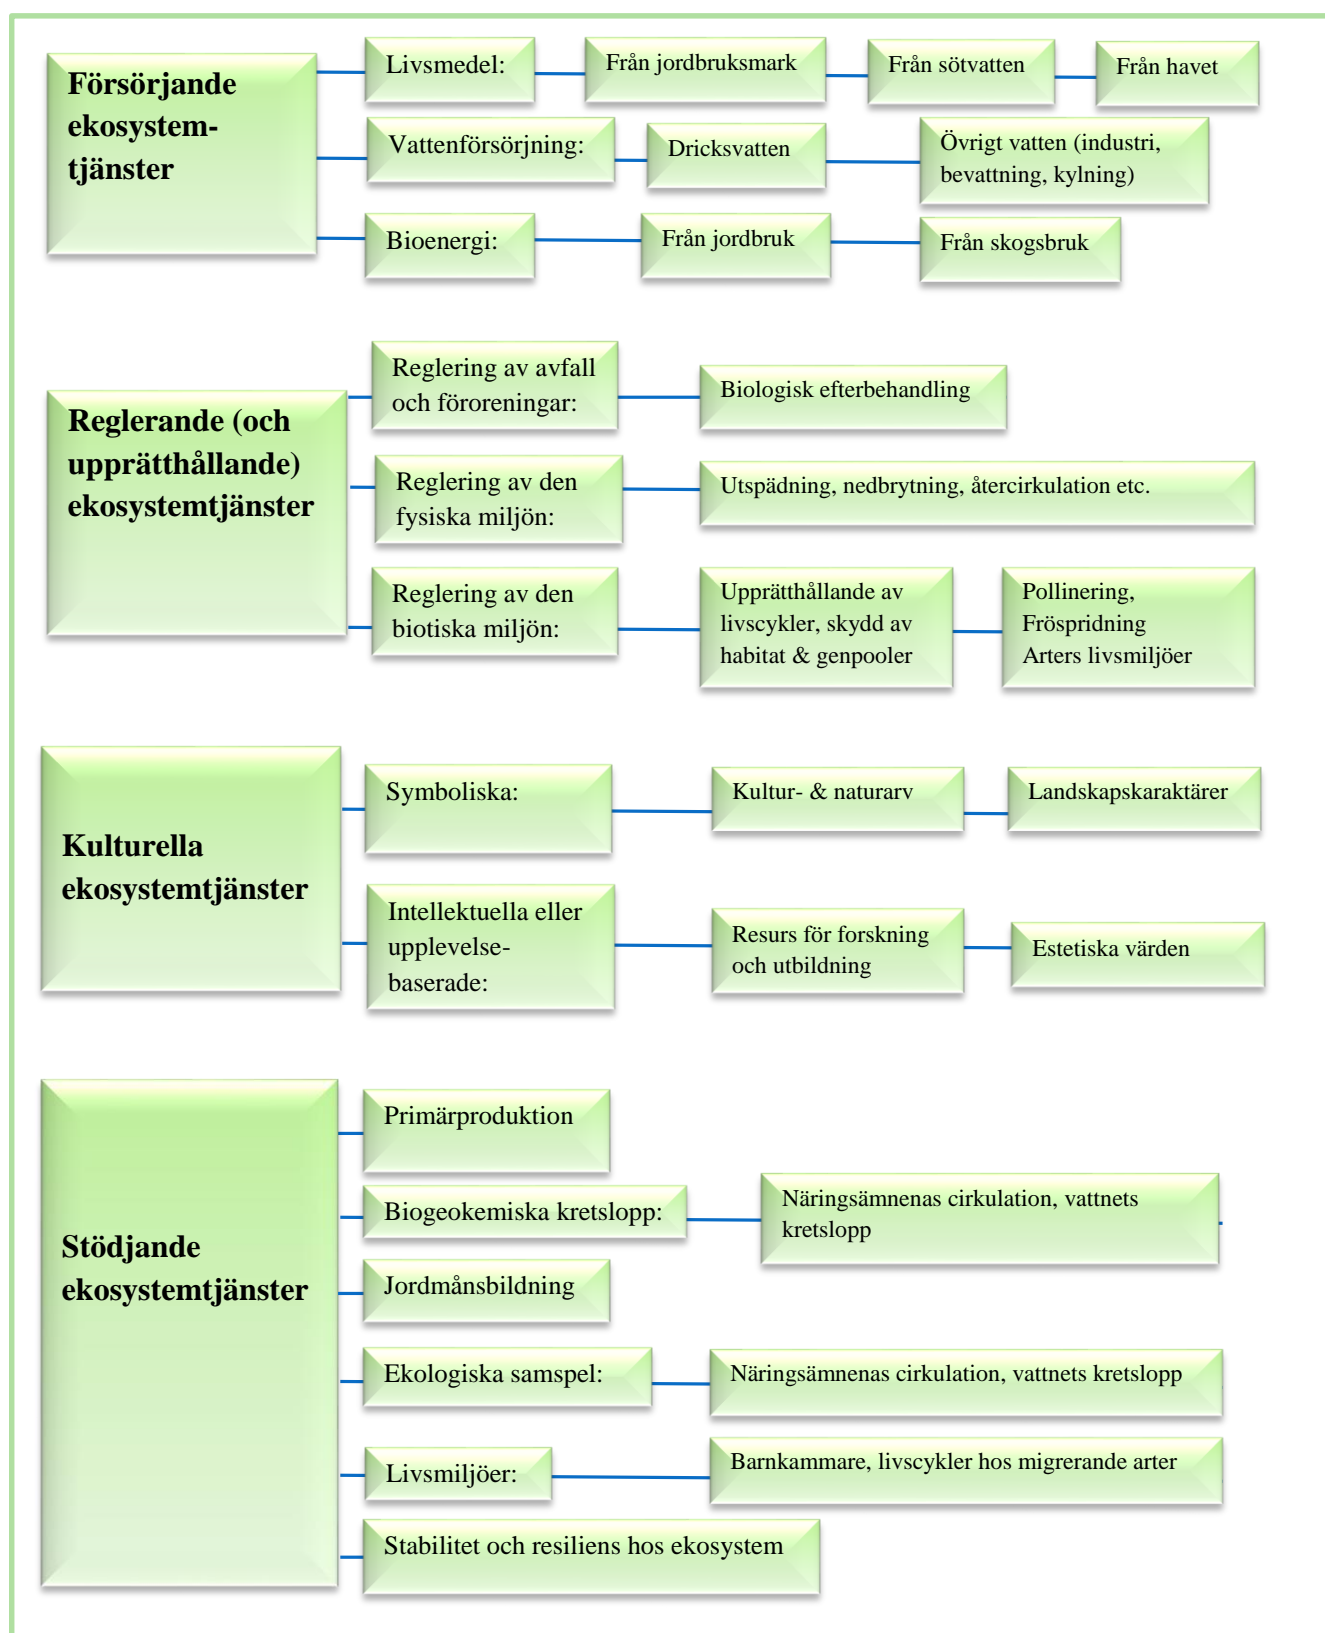 Försörjande
ekosystem-
tjänster
Livsmedel:
Från jordbruksmark
Från sötvatten
Från havet
Vattenförsörjning:
Dricksvatten
Övrigt vatten (industri,
bevattning, kylning)
Bioenergi:
Från jordbruk
Från skogsbruk
Reglerande (och
upprätthållande)
ekosystemtjänster
Reglering av avfall
och föroreningar:
Biologisk efterbehandling
Reglering av den
fysiska miljön:
Utspädning, nedbrytning, återcirkulation etc.
Reglering av den
biotiska miljön:
Upprätthållande av
livscykler, skydd av
habitat & genpooler
Pollinering,
Fröspridning
Arters livsmiljöer
Kulturella
ekosystemtjänster
Symboliska:
Kultur- & naturarv
Landskapskaraktärer
Intellektuella eller
upplevelse-
baserade:
Resurs för forskning
och utbildning
Estetiska värden
Stödjande
ekosystemtjänster
Primärproduktion
Biogeokemiska kretslopp:
Näringsämnenas cirkulation, vattnets
kretslopp
Jordmånsbildning
Ekologiska samspel:
Näringsämnenas cirkulation, vattnets kretslopp
Livsmiljöer:
Barnkammare, livscykler hos migrerande arter
Stabilitet och resiliens hos ekosystem